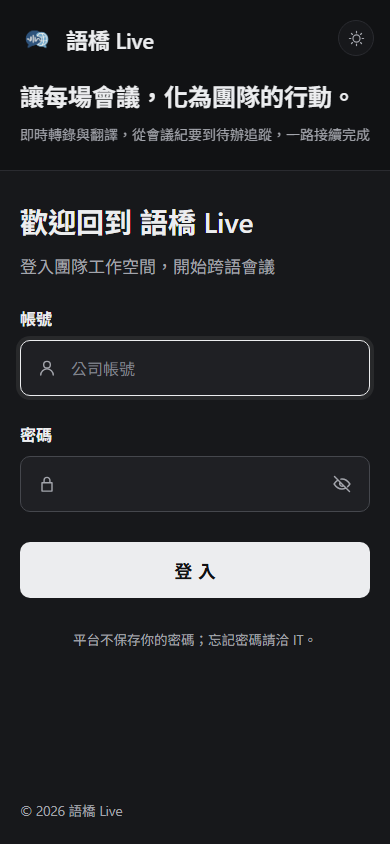 語橋 Live
讓每場會議，化為團隊的行動。
即時轉錄與翻譯，從會議紀要到待辦追蹤，一路接續完成
歡迎回到 語橋 Live
登入團隊工作空間，開始跨語會議
帳號
公司帳號
密碼
登 入
平台不保存你的密碼；忘記密碼請洽 IT。
© 2026 語橋 Live